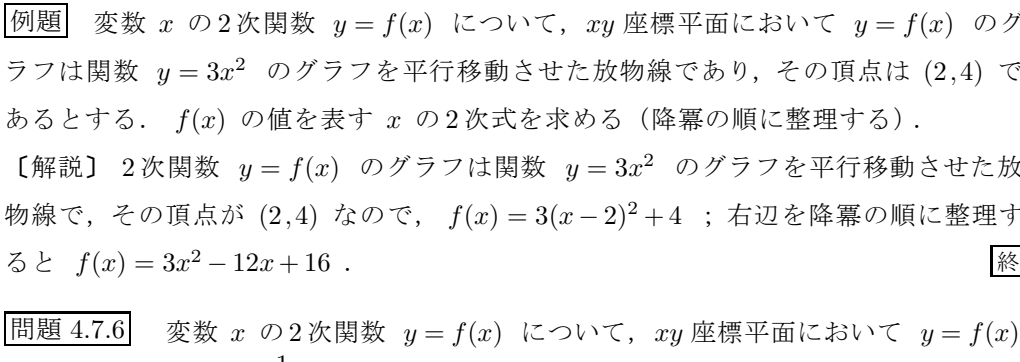 例題 変数 x の2次関数 y = f(x) について，xy 座標平面において y = f(x) のグ
ラフは関数 y = 3x² のグラフを平行移動させた放物線であり，その頂点は (2,4) で
あるとする． f(x) の値を表す x の2次式を求める（降冪の順に整理する）．
〔解説〕 2次関数 y = f(x) のグラフは関数 y = 3x² のグラフを平行移動させた放
物線で，その頂点が (2,4) なので， f(x) = 3(x − 2)² + 4 ；右辺を降冪の順に整理す
ると f(x) = 3x² − 12x + 16 ． 終
問題 4.7.6 変数 x の2次関数 y = f(x) について，xy 座標平面において y = f(x)